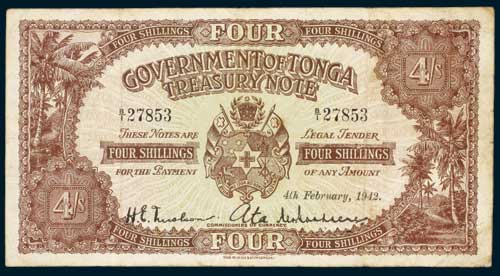 FOUR
FOUR SHILLINGS FOUR SHILLINGS
GOVERNMENT OF TONGA
TREASURY NOTE
4/s 4/s
B/1 27853 B/1 27853
THESE NOTES ARE LEGAL TENDER
FOUR SHILLINGS FOUR SHILLINGS
FOR THE PAYMENT OF ANY AMOUNT
4th February, 1942.
4/s
COMMISSIONERS OF CURRENCY
FOUR SHILLINGS FOUR SHILLINGS
FOUR